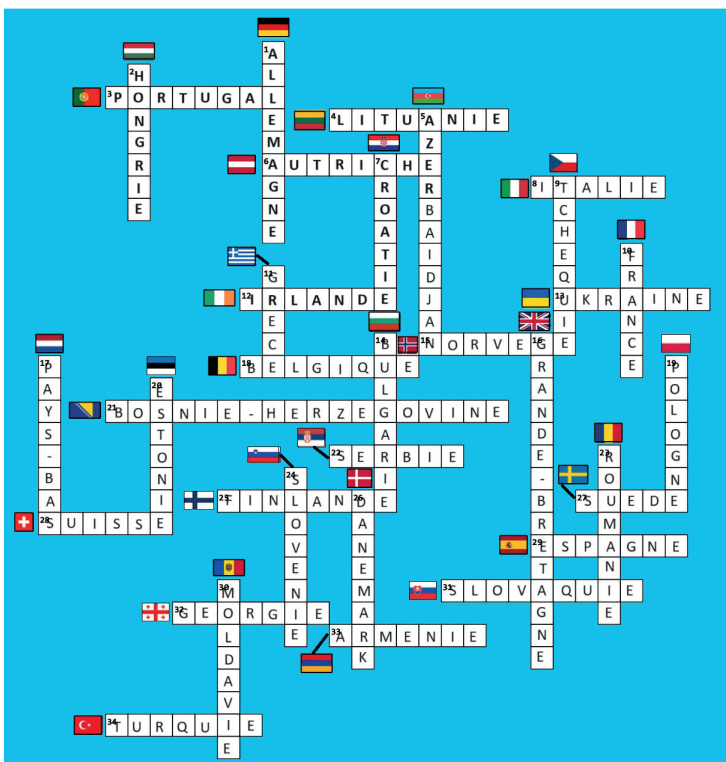 1 ALLEMAGNE
2 HONGRIE
3 PORTUGAL
4 LITUANIE
5 AZERBAIDJAN
6 AUTRICHE
7 CROATIE
8 ITALIE
9 TCHEQUIE
10 FRANCE
11 GRECE
12 IRLANDE
13 UKRAINE
14 BULGARIE
15 NORVEGE
16 GRANDE-BRETAGNE
17 PAYS-BAS
18 BELGIQUE
19 POLOGNE
20 ESTONIE
21 BOSNIE-HERZEGOVINE
22 SERBIE
23 ROUMANIE
24 SLOVENIE
25 FINLAND
26 DANEMARK
27 SUEDE
28 SUISSE
29 ESPAGNE
30 MOLDAVIE
31 SLOVAQUIE
32 GEORGIE
33 ARMENIE
34 TURQUIE